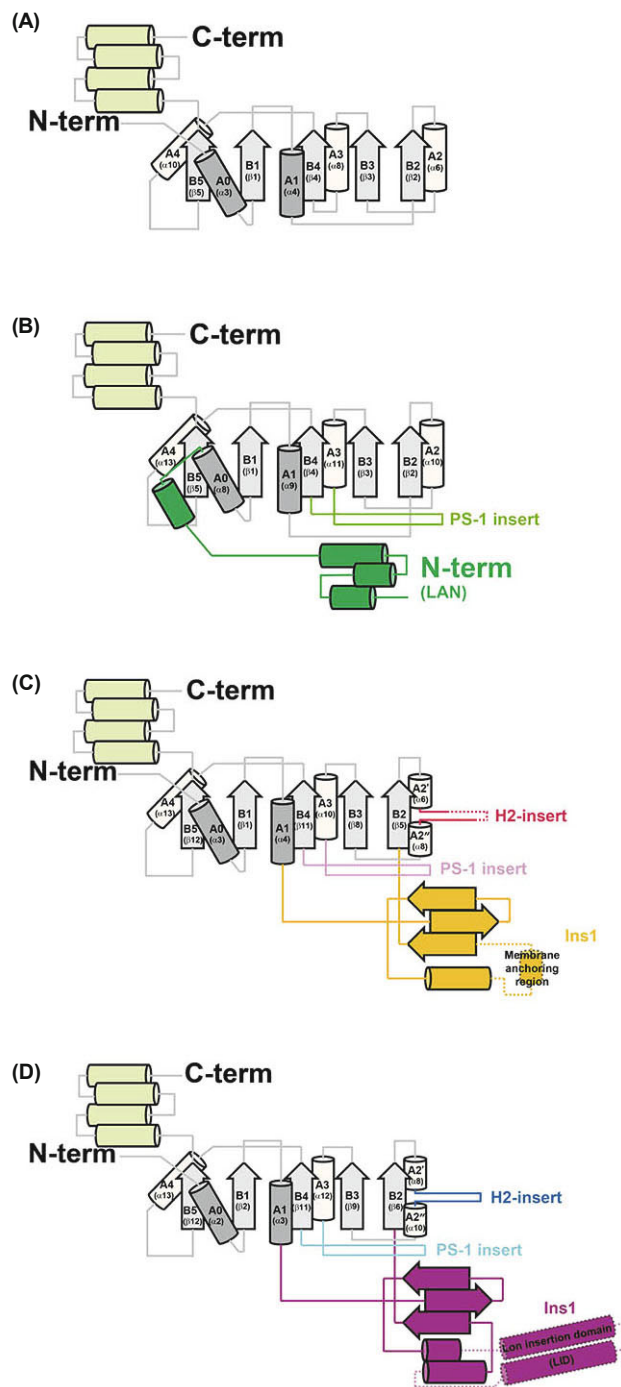 (A)
C-term
N-term
A4
(α10)
B5
(β5)
A0
(α3)
B1
(β1)
A1
(α4)
B4
(β4)
A3
(α8)
B3
(β3)
B2
(β2)
A2
(α6)
(B)
C-term
A4
(α13)
B5
(β5)
A0
(α8)
B1
(β1)
A1
(α9)
B4
(β4)
A3
(α11)
B3
(β3)
B2
(β2)
A2
(α10)
PS-1 insert
N-term
(LAN)
(C)
C-term
N-term
A4
(α13)
B5
(β12)
A0
(α3)
B1
(β1)
A1
(α4)
B4
(β11)
A3
(α10)
B3
(β8)
B2
(β5)
A2'
(α6)
H2-insert
A2"
(α8)
PS-1 insert
Ins1
Membrane
anchoring
region
(D)
C-term
N-term
A4
(α13)
B5
(β12)
A0
(α2)
B1
(β2)
A1
(α3)
B4
(β11)
A3
(α12)
B3
(β9)
B2
(β6)
A2'
(α8)
H2-insert
A2"
(α10)
PS-1 insert
Ins1
Lon insertion domain
(LID)